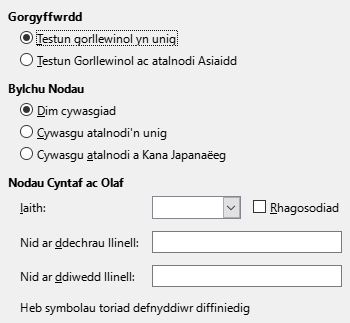 Gorgyffwrdd
Testun gorllewinol yn uniq
Testun Gorllewinol ac atalnodi Asiaidd
Bylchu Nodau
Dim cywasgiad
Cywasgu atalnodi'n unig
Cywasgu atalnodi a Kana Japanaëeg
Nodau Cyntaf ac Olaf
Iaith: Rhagosodiad
Nid ar ddechrau llinell:
Nid ar ddiwedd llinell:
Heb symbolau toriad defnyddiwr diffiniedig